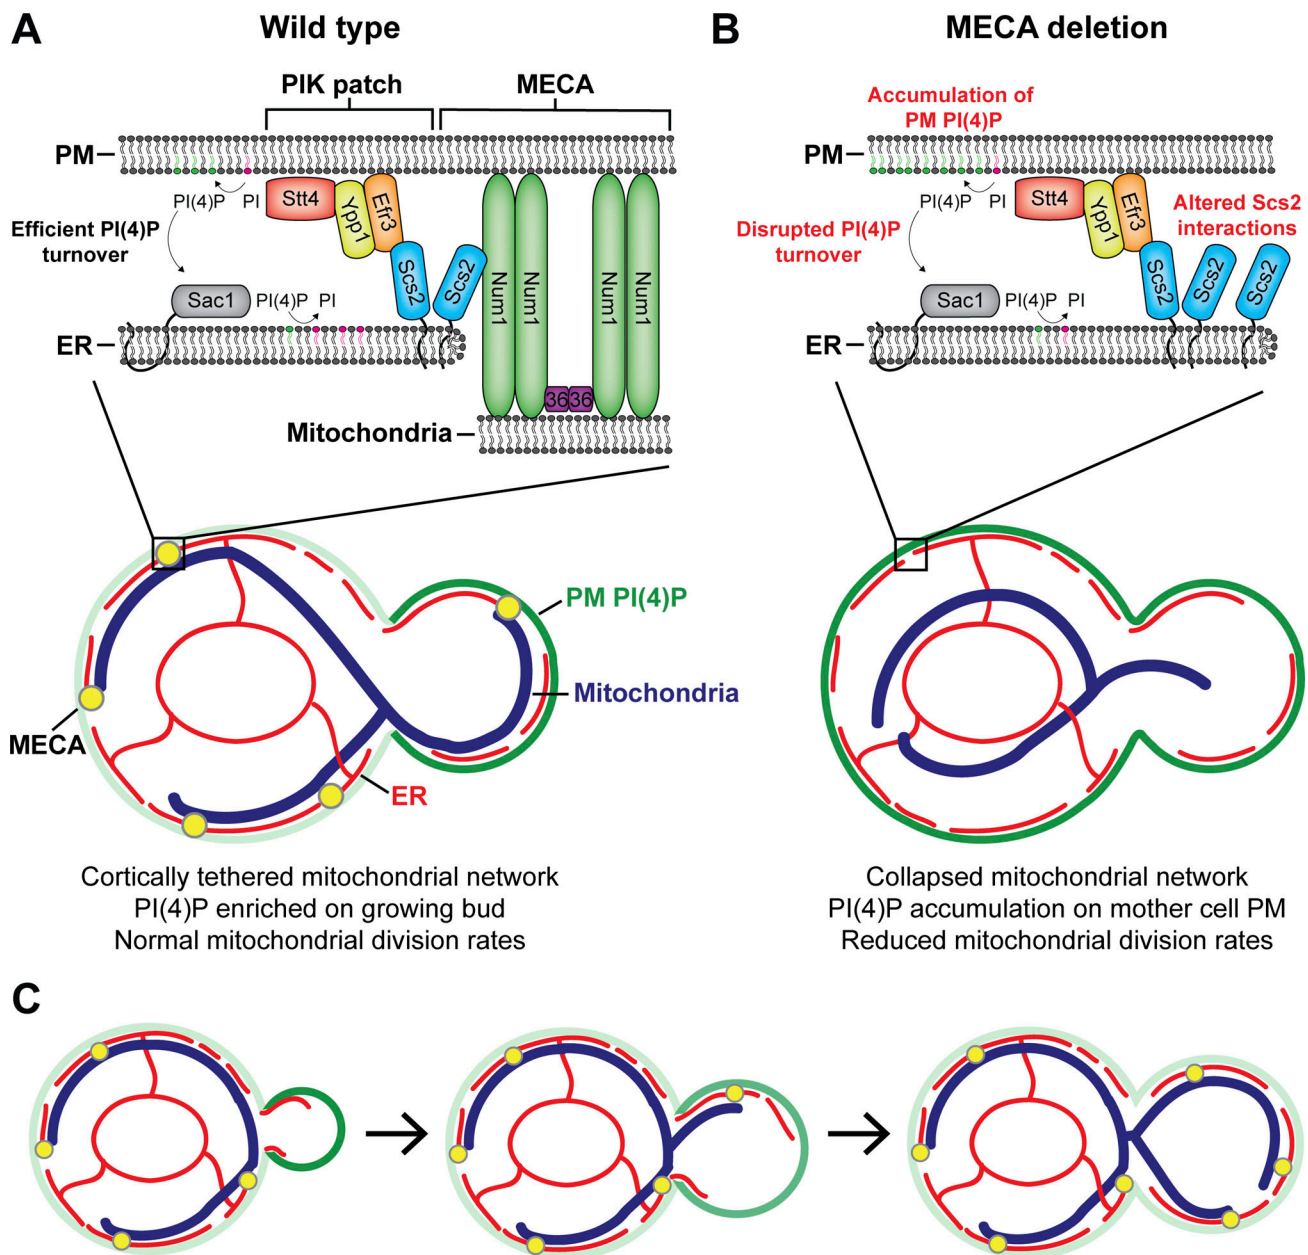 A
Wild type
PIK patch
MECA
PM
PI(4)P
PI
Stt4
Ypp1
Efr3
Efficient PI(4)P
turnover
Scs2
Scs2
Num1
Num1
Num1
Num1
Sac1
PI(4)P
PI
ER
36
36
Mitochondria
PM PI(4)P
Mitochondria
MECA
ER
Cortically tethered mitochondrial network
PI(4)P enriched on growing bud
Normal mitochondrial division rates
B
MECA deletion
Accumulation of
PM PI(4)P
PM
PI(4)P
PI
Stt4
Ypp1
Efr3
Altered Scs2
interactions
Disrupted PI(4)P
turnover
Scs2
Scs2
Scs2
Sac1
PI(4)P
PI
ER
Collapsed mitochondrial network
PI(4)P accumulation on mother cell PM
Reduced mitochondrial division rates
C